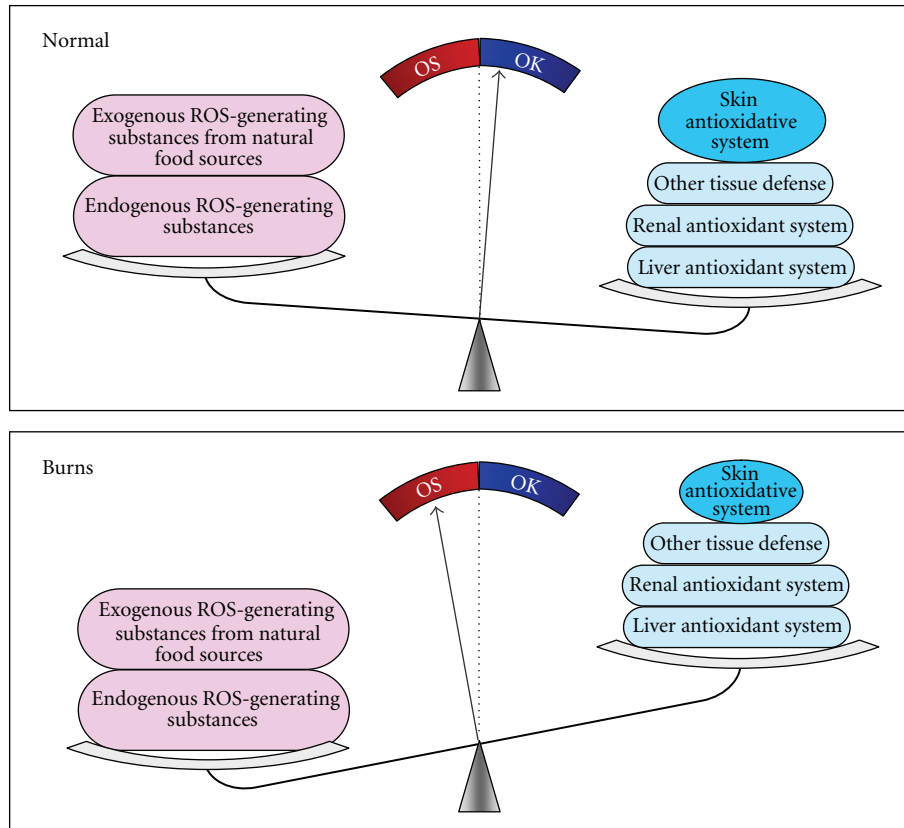 Normal
OS
OK
Exogenous ROS-generating
substances from natural
food sources
Endogenous ROS-generating
substances
Skin
antioxidative
system
Other tissue defense
Renal antioxidant system
Liver antioxidant system
Burns
OS
OK
Exogenous ROS-generating
substances from natural
food sources
Endogenous ROS-generating
substances
Skin
antioxidative
system
Other tissue defense
Renal antioxidant system
Liver antioxidant system